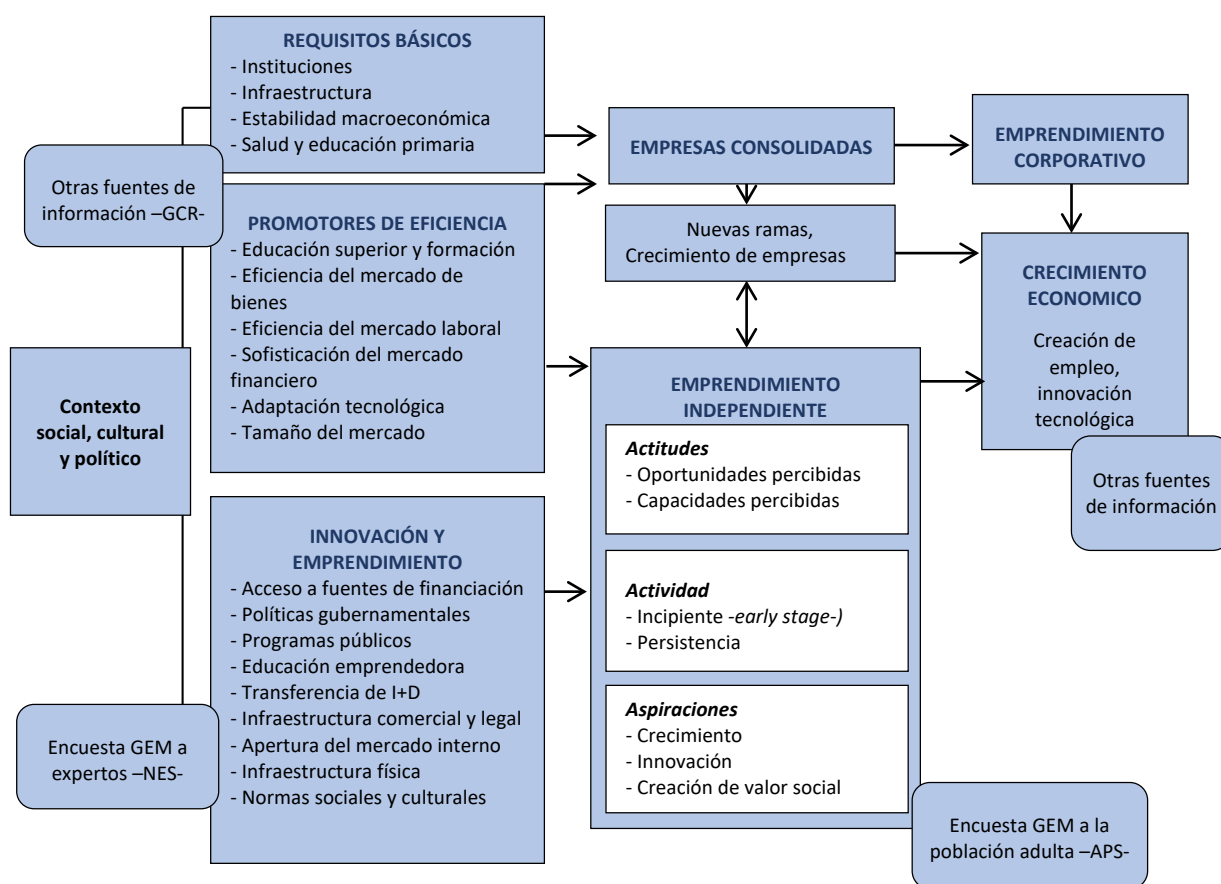 REQUISITOS BÁSICOS
- Instituciones
- Infraestructura
- Estabilidad macroeconómica
- Salud y educación primaria
Otras fuentes de
información –GCR-
PROMOTORES DE EFICIENCIA
- Educación superior y formación
- Eficiencia del mercado de
bienes
- Eficiencia del mercado laboral
- Sofisticación del mercado
financiero
- Adaptación tecnológica
- Tamaño del mercado
Contexto
social, cultural
y político
INNOVACIÓN Y
EMPRENDIMIENTO
- Acceso a fuentes de financiación
- Políticas gubernamentales
- Programas públicos
- Educación emprendedora
- Transferencia de I+D
- Infraestructura comercial y legal
- Apertura del mercado interno
- Infraestructura física
- Normas sociales y culturales
Encuesta GEM a
expertos –NES-
EMPRESAS CONSOLIDADAS
Nuevas ramas,
Crecimiento de empresas
EMPRENDIMIENTO
INDEPENDIENTE
Actitudes
- Oportunidades percibidas
- Capacidades percibidas
Actividad
- Incipiente -early stage-)
- Persistencia
Aspiraciones
- Crecimiento
- Innovación
- Creación de valor social
Encuesta GEM a la
población adulta –APS-
EMPRENDIMIENTO
CORPORATIVO
CRECIMIENTO
ECONOMICO
Creación de
empleo,
innovación
tecnológica
Otras fuentes
de información